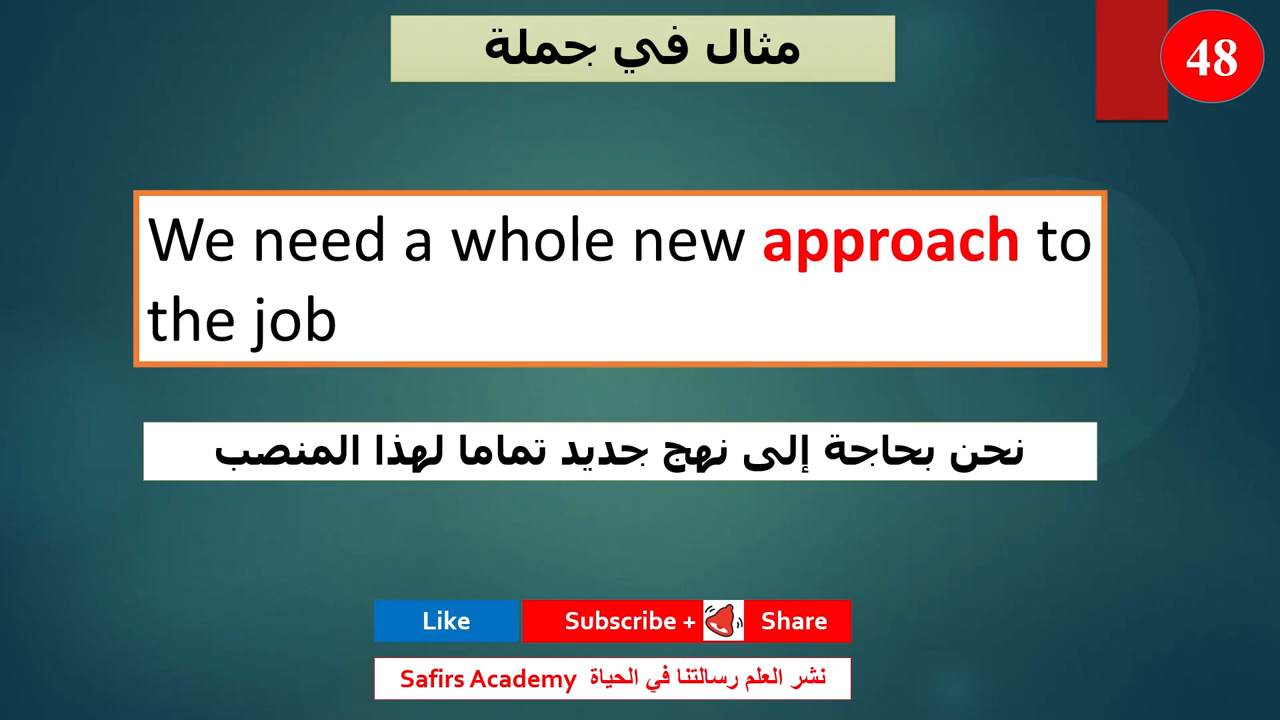 مثال في جملة
48
We need a whole new approach to
the job
نحن بحاجة إلى نهج جديد تماما لهذا المنصب
Like
Subscribe +
Share
Safirs Academy نشر العلم رسالتنا في الحياة